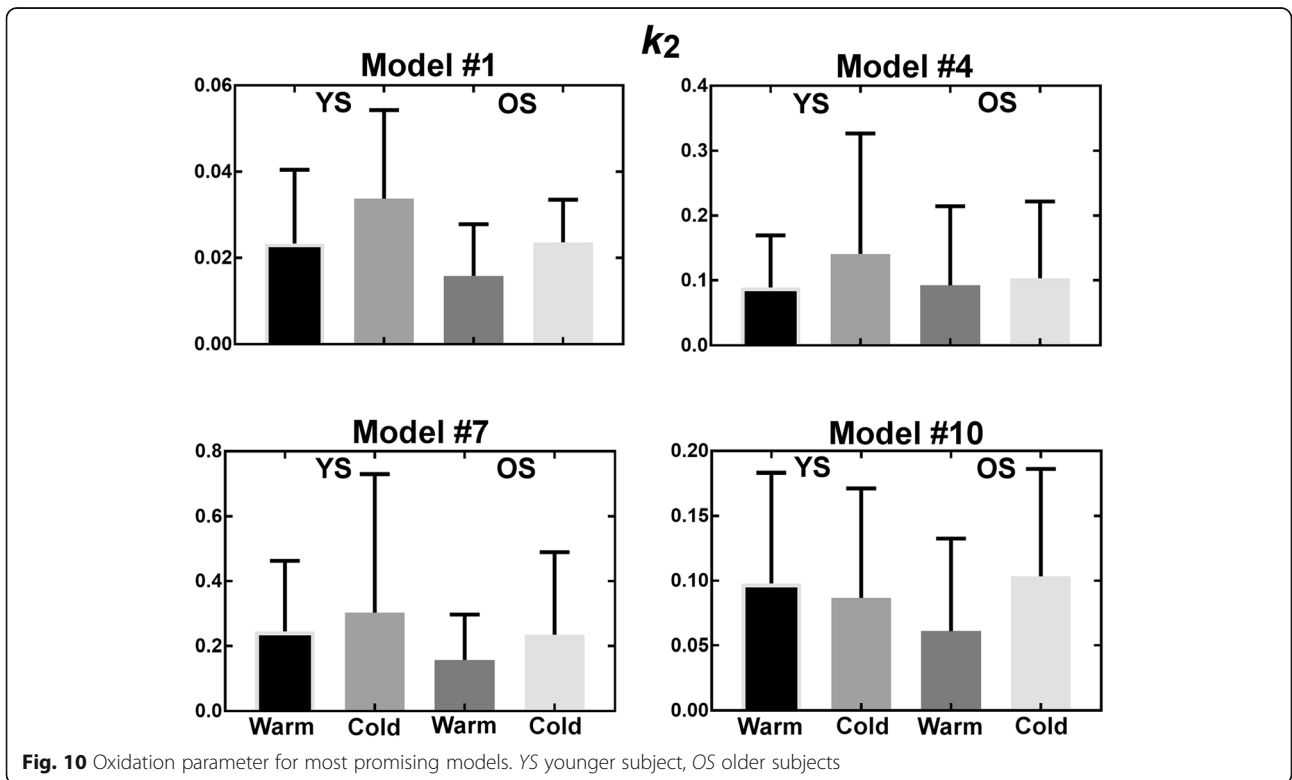 k2
Model #1
Model #4
0.06
0.04
0.02
0.00
YS
OS
0.4
0.3
0.2
0.1
0.0
YS
OS
Model #7
Model #10
0.8
0.6
0.4
0.2
0.0
YS
OS
Warm Cold Warm Cold
0.20
0.15
0.10
0.05
0.00
YS
OS
Warm Cold Warm Cold
Fig. 10 Oxidation parameter for most promising models. YS younger subject, OS older subjects